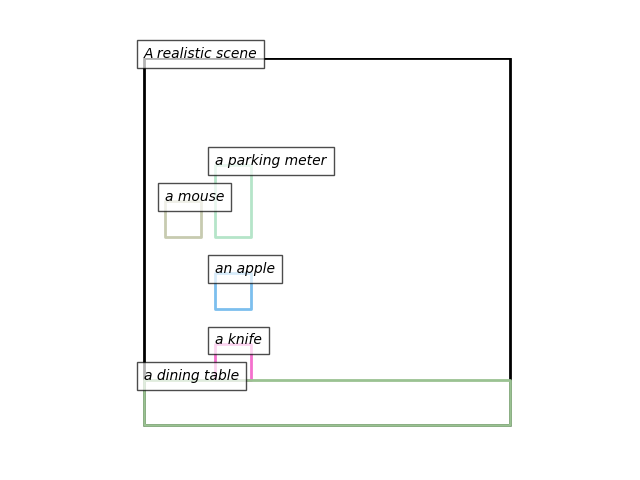 A realistic scene
a parking meter
a mouse
an apple
a knife
a dining table